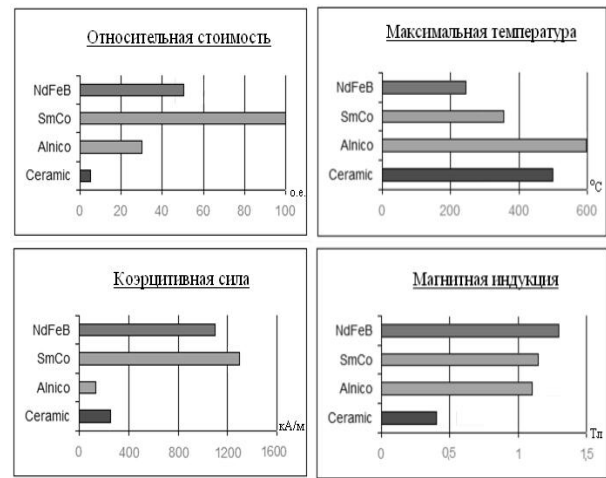 Относительная стоимость
NdFeB
SmCo
Alnico
Ceramic
0 20 40 60 80 100 о.е.
Максимальная температура
NdFeB
SmCo
Alnico
Ceramic
0 200 400 600 °C
Коэрцитивная сила
NdFeB
SmCo
Alnico
Ceramic
0 400 800 1200 1600 кА/м
Магнитная индукция
NdFeB
SmCo
Alnico
Ceramic
0 0,5 1 1,5 Тл